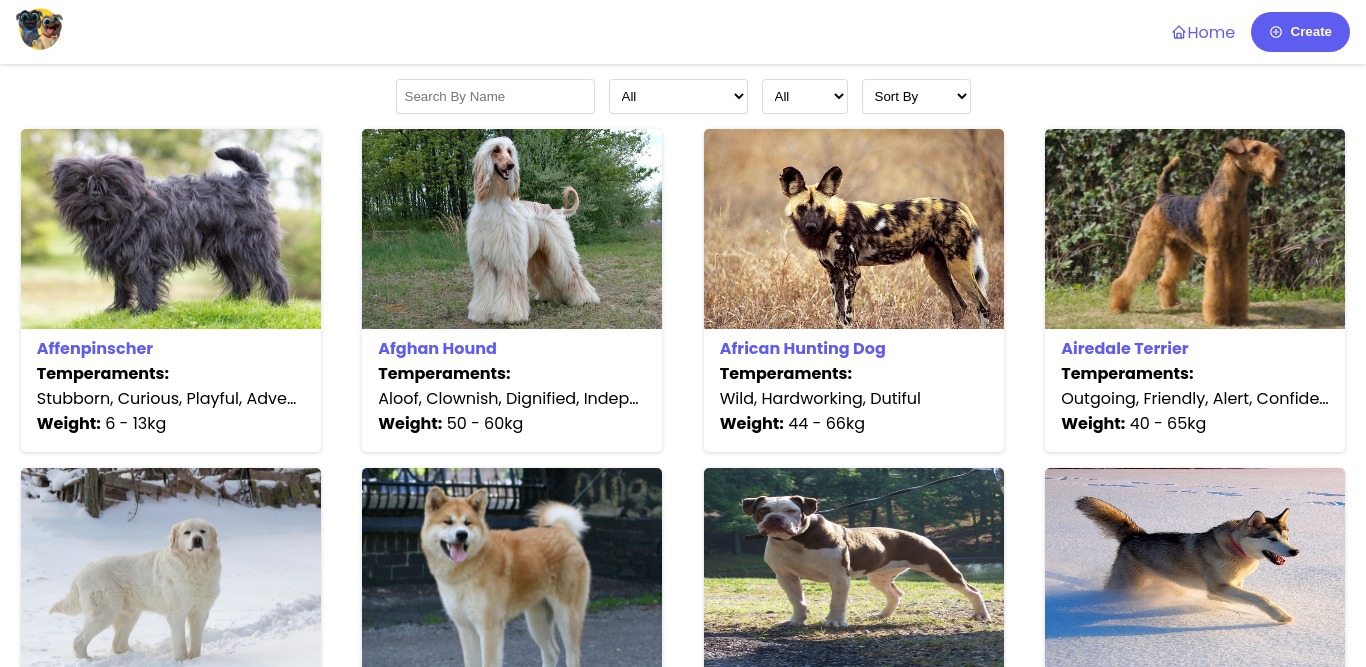 Home
Create
Search By Name
All
All
Sort By
Affenpinscher
Temperaments:
Stubborn, Curious, Playful, Adve...
Weight: 6 - 13kg
Afghan Hound
Temperaments:
Aloof, Clownish, Dignified, Indep...
Weight: 50 - 60kg
African Hunting Dog
Temperaments:
Wild, Hardworking, Dutiful
Weight: 44 - 66kg
Airedale Terrier
Temperaments:
Outgoing, Friendly, Alert, Confide...
Weight: 40 - 65kg